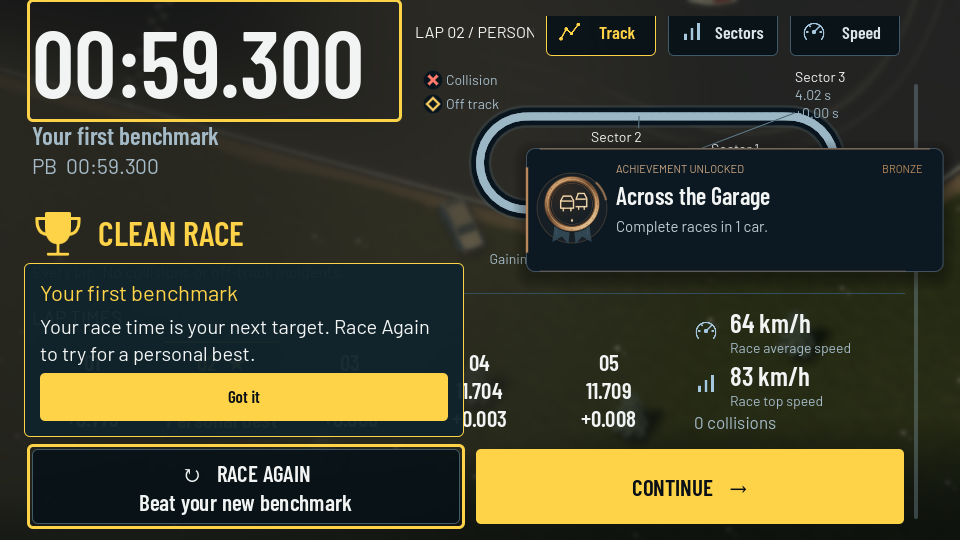 00:59.300
Your first benchmark
PB 00:59.300
CLEAN RACE
LAP 02 / PERSON
Track
Sectors
Speed
Collision
Off track
Sector 3
4.02 s
+0.00 s
Sector 2
ACHIEVEMENT UNLOCKED
BRONZE
Across the Garage
Complete races in 1 car.
Gainin
Your first benchmark
Your race time is your next target. Race Again
to try for a personal best.
Got it
04
05
11.704
11.709
+0.003
+0.008
64 km/h
Race average speed
83 km/h
Race top speed
0 collisions
↻ RACE AGAIN
Beat your new benchmark
CONTINUE →